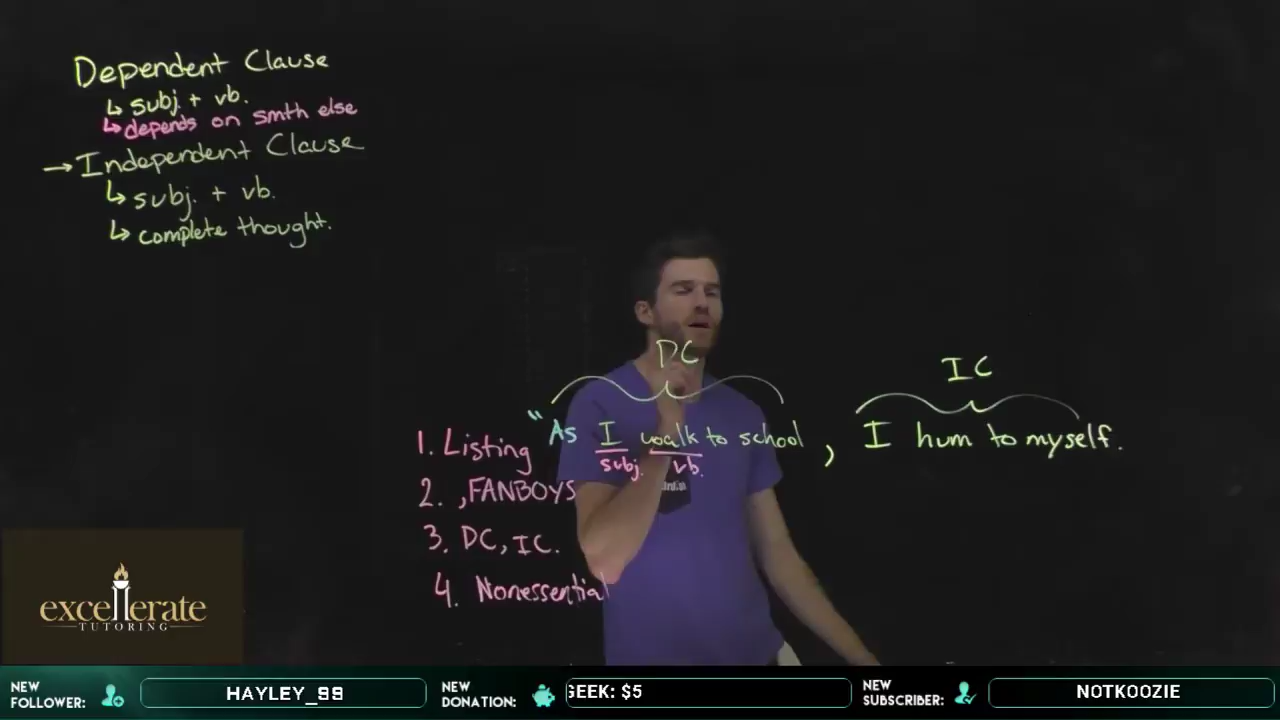 Dependent Clause
↳ subj. + vb.
↳ depends on smth else
→ Independent Clause
↳ subj. + vb.
↳ complete thought.
DC
IC
"As I walk to school, I hum to myself.
subj. vb.
1. Listing
2. , FANBOYS
3. DC, IC.
4. Nonessential
excellerate
TUTORING
NEW FOLLOWER: HAYLEY_99
NEW DONATION: GEEK: $5
NEW SUBSCRIBER: NOTKOOZIE